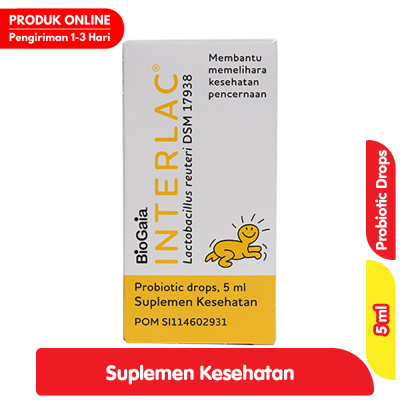 PRODUK ONLINE
Pengiriman 1-3 Hari
Membantu
memelihara
kesehatan
pencernaan
BioGaia
INTERLAC®
Lactobacillus reuteri DSM 17938
Probiotic drops, 5 ml
Suplemen Kesehatan
POM SI114602931
Probiotic Drops
5 ml
Suplemen Kesehatan